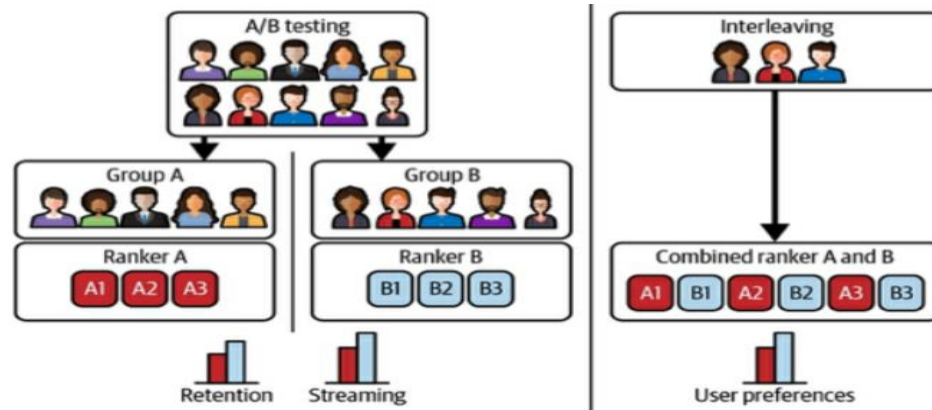 A/B testing
Interleaving
Group A
Group B
Ranker A
Ranker B
Combined ranker A and B
A1 A2 A3
B1 B2 B3
A1 B1 A2 B2 A3 B3
Retention
Streaming
User preferences